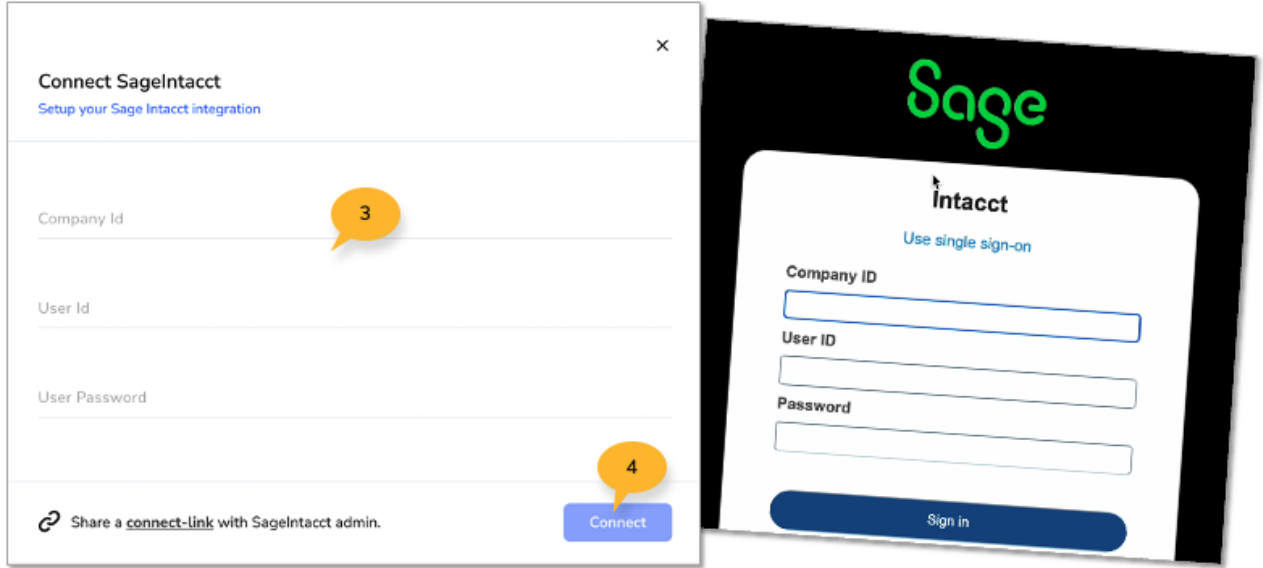 Connect SageIntacct
Setup your Sage Intacct integration
Company Id
3
User Id
User Password
4
Share a connect-link with SageIntacct admin.
Connect
Sage
Intacct
Use single sign-on
Company ID
User ID
Password
Sign in